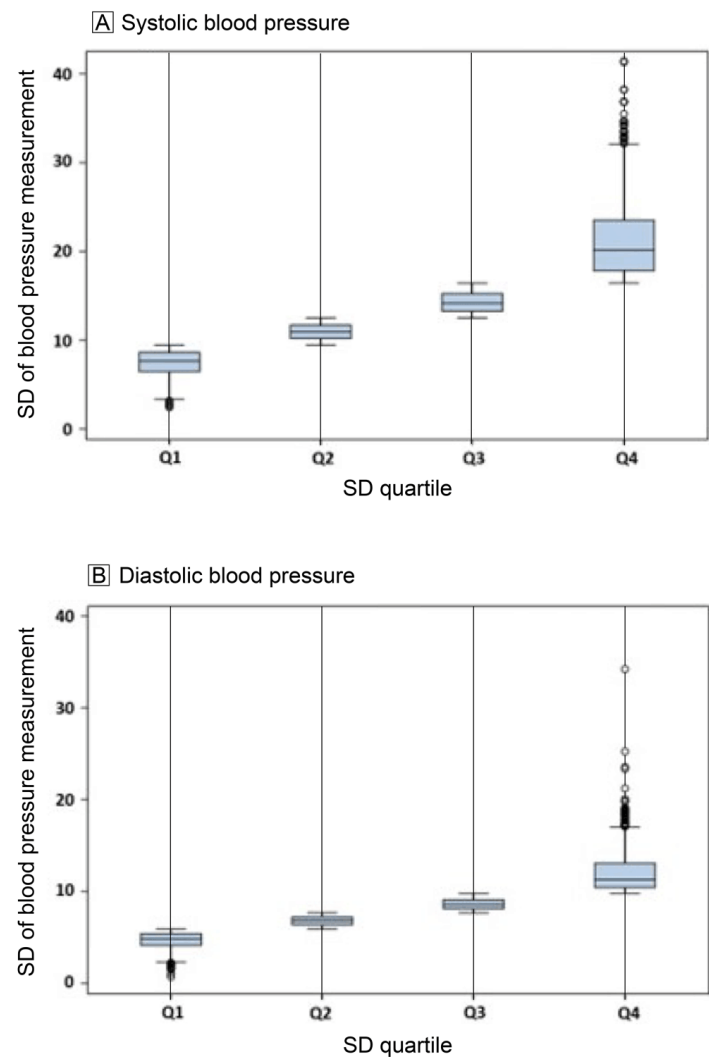 A Systolic blood pressure
SD of blood pressure measurement
40
30
20
10
0
Q1 Q2 Q3 Q4
SD quartile
B Diastolic blood pressure
SD of blood pressure measurement
40
30
20
10
0
Q1 Q2 Q3 Q4
SD quartile